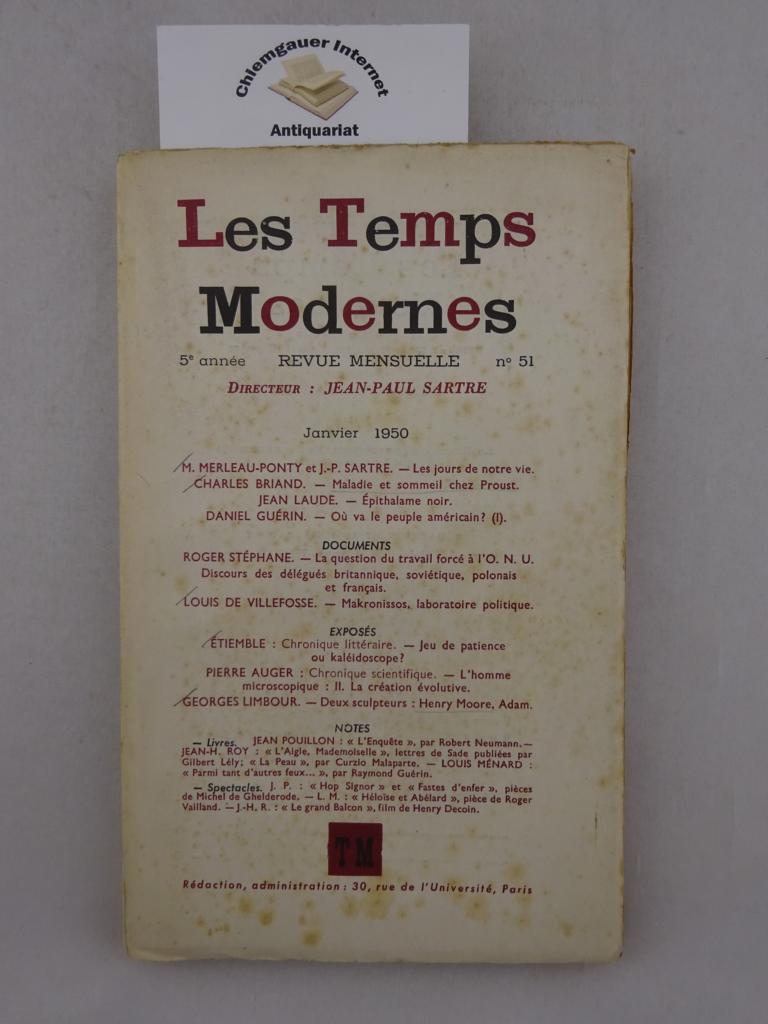 Chiemgauer Internet
Antiquariat
Les Temps
Modernes
5e année REVUE MENSUELLE no 51
DIRECTEUR : JEAN-PAUL SARTRE
Janvier 1950
M. MERLEAU-PONTY et J.-P. SARTRE. — Les jours de notre vie.
CHARLES BRIAND. — Maladie et sommeil chez Proust.
JEAN LAUDE. — Épithalame noir.
DANIEL GUÉRIN. — Où va le peuple américain? (I).
DOCUMENTS
ROGER STÉPHANE. — La question du travail forcé à l'O. N. U.
Discours des délégués britannique, soviétique, polonais
et français.
LOUIS DE VILLEFOSSE. — Makronissos, laboratoire politique.
EXPOSÉS
ÉTIEMBLE : Chronique littéraire. — Jeu de patience
ou kaléidoscope?
PIERRE AUGER : Chronique scientifique. — L'homme
microscopique : II. La création évolutive.
GEORGES LIMBOUR. — Deux sculpteurs : Henry Moore, Adam.
NOTES
— Livres. JEAN POUILLON : « L'Enquête », par Robert Neumann. —
JEAN-H. ROY : « L'Aigle, Mademoiselle », lettres de Sade publiées par
Gilbert Lély; « La Peau », par Curzio Malaparte. — LOUIS MÉNARD :
« Parmi tant d'autres feux... », par Raymond Guérin.
— Spectacles. J. P. : « Hop Signor » et « Fastes d'enfer », pièces
de Michel de Ghelderode. — L. M. : « Héloïse et Abélard », pièce de Roger
Vailland. — J.-H. R. : « Le grand Balcon », film de Henry Decoin.
TM
Rédaction, administration : 30, rue de l'Université, Paris